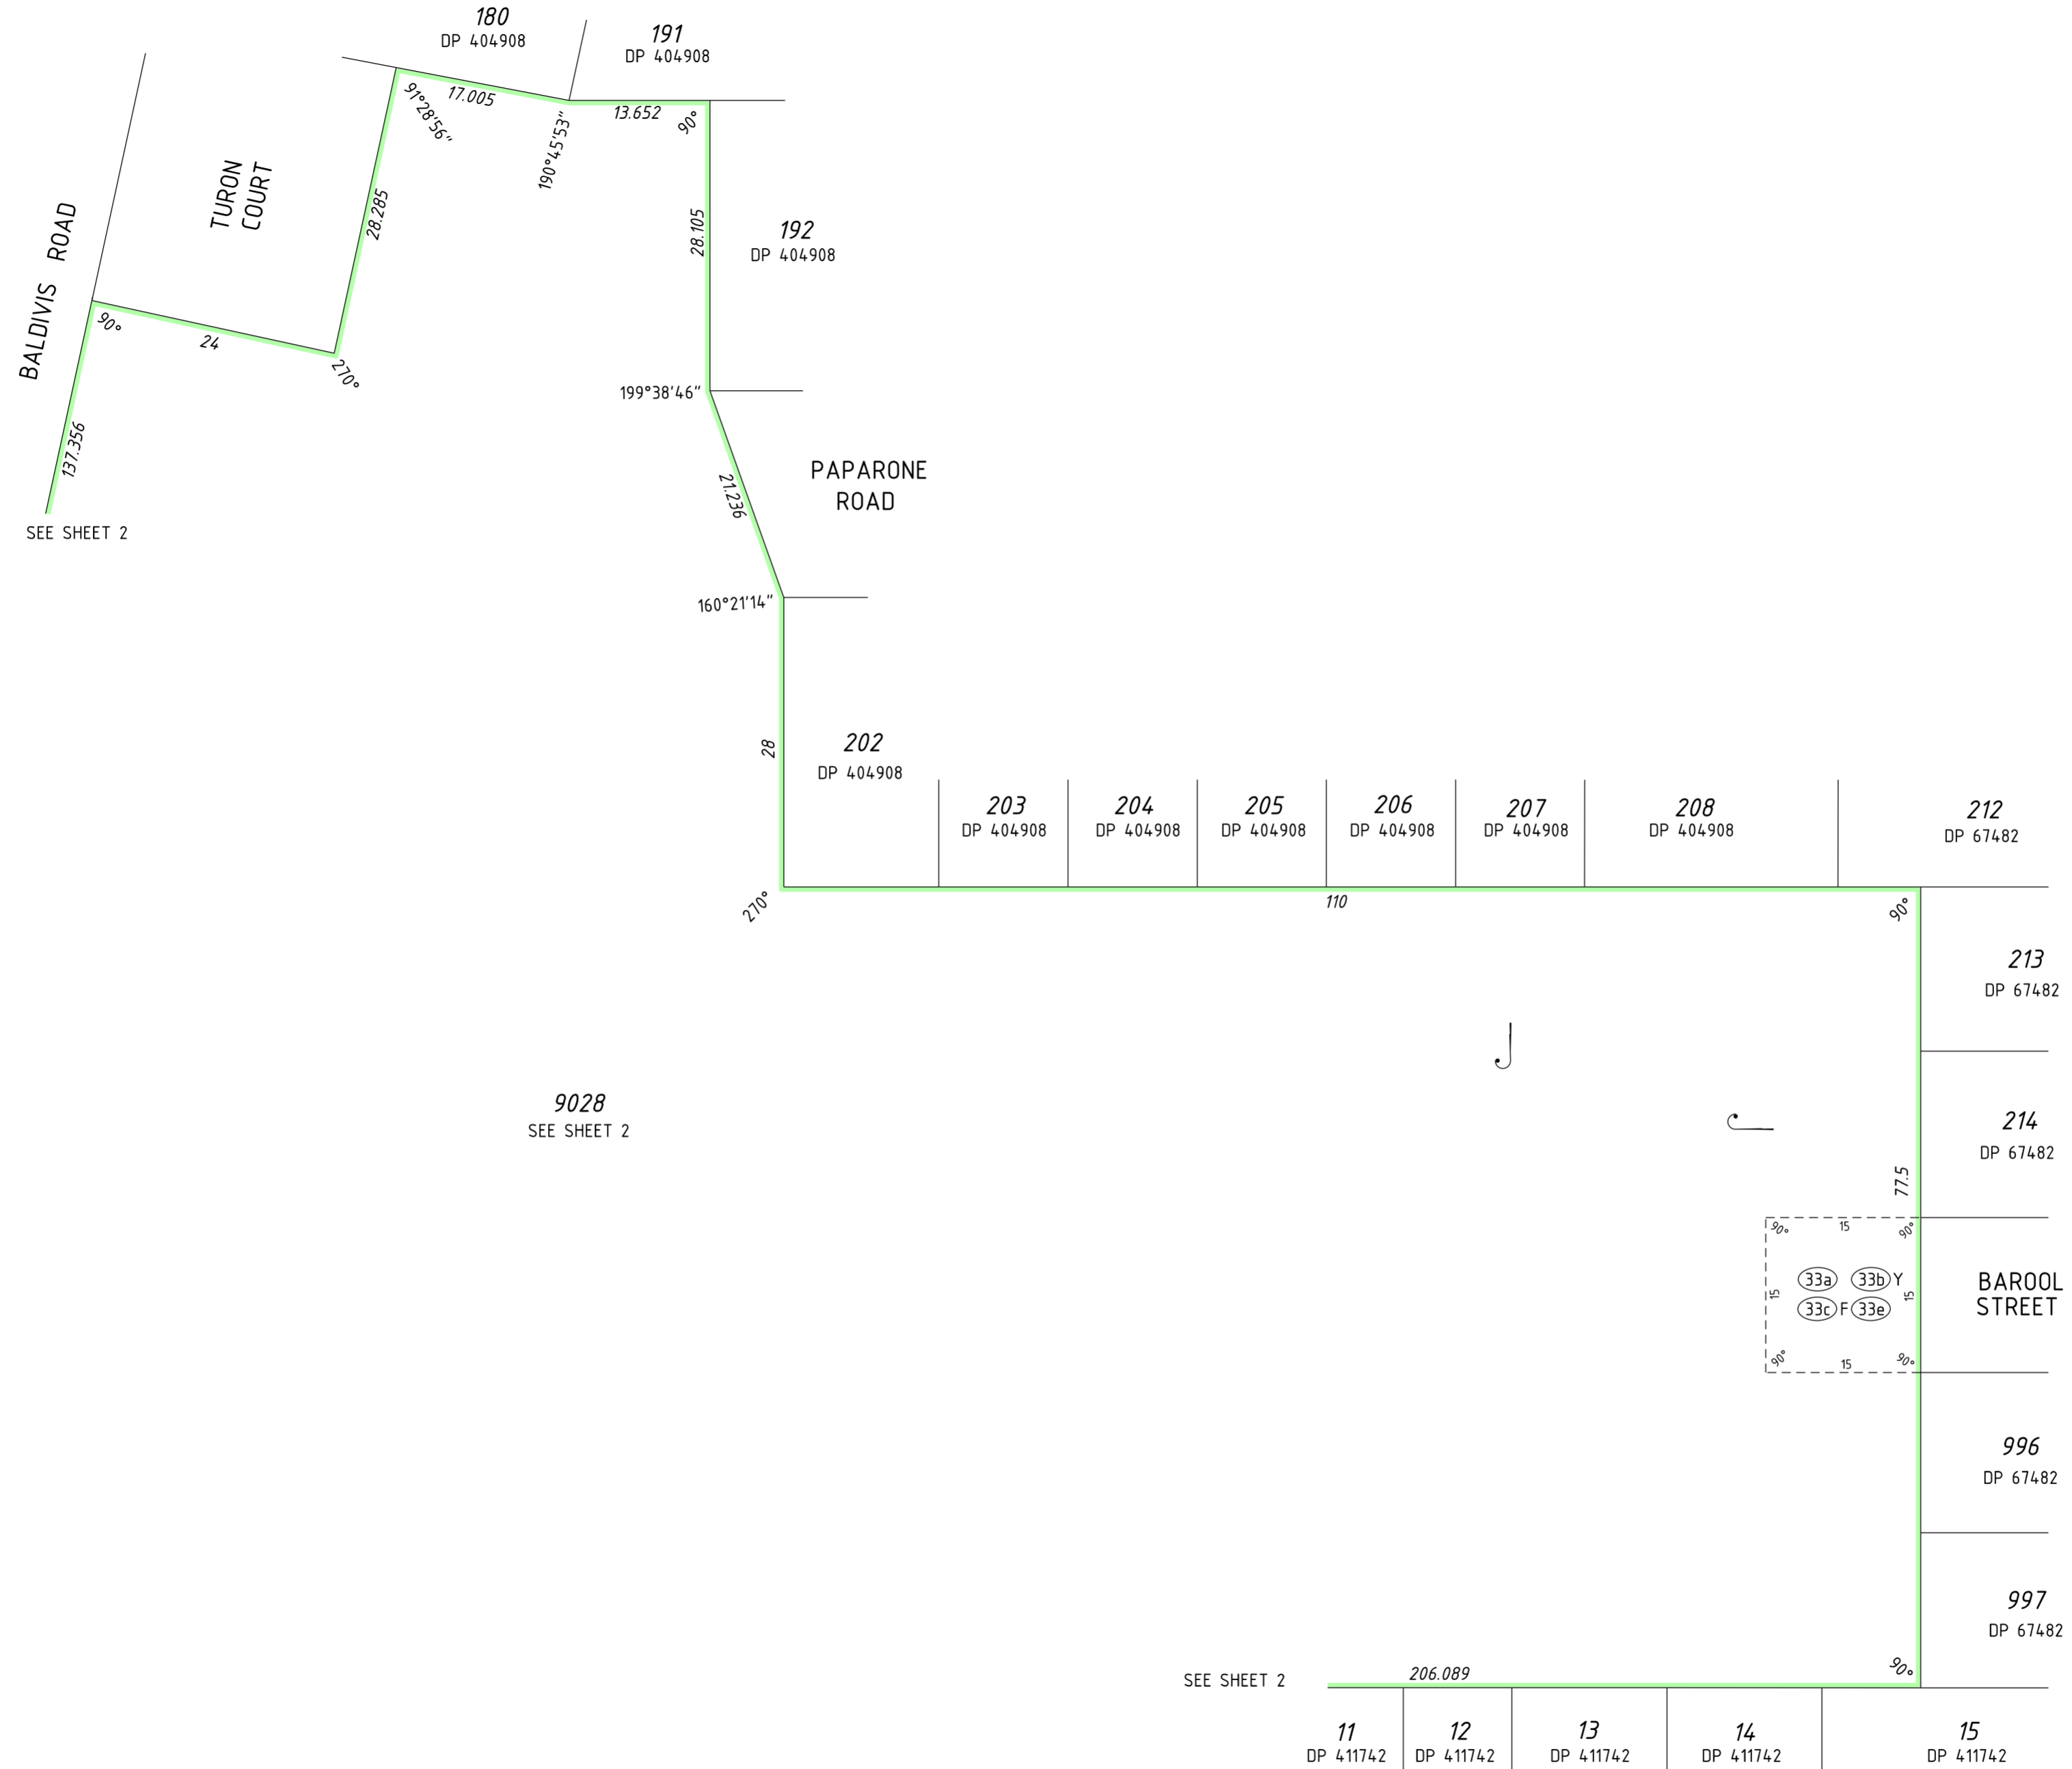 180
DP 404908
191
DP 404908
17.005
91°28'56"
13.652
90°
190°45'53"
TURON
COURT
28.285
BALDIVIS ROAD
28.105
192
DP 404908
90°
24
270°
137.356
SEE SHEET 2
199°38'46"
21.236
PAPARONE
ROAD
160°21'14"
28
202
DP 404908
203
DP 404908
204
DP 404908
205
DP 404908
206
DP 404908
207
DP 404908
208
DP 404908
212
DP 67482
270°
110
90°
213
DP 67482
9028
SEE SHEET 2
214
DP 67482
77.5
90°
15
90°
33a
33b Y
33c F 33e
15
15
BAROOL
STREET
90°
15
90°
996
DP 67482
997
DP 67482
90°
SEE SHEET 2
206.089
11
DP 411742
12
DP 411742
13
DP 411742
14
DP 411742
15
DP 411742